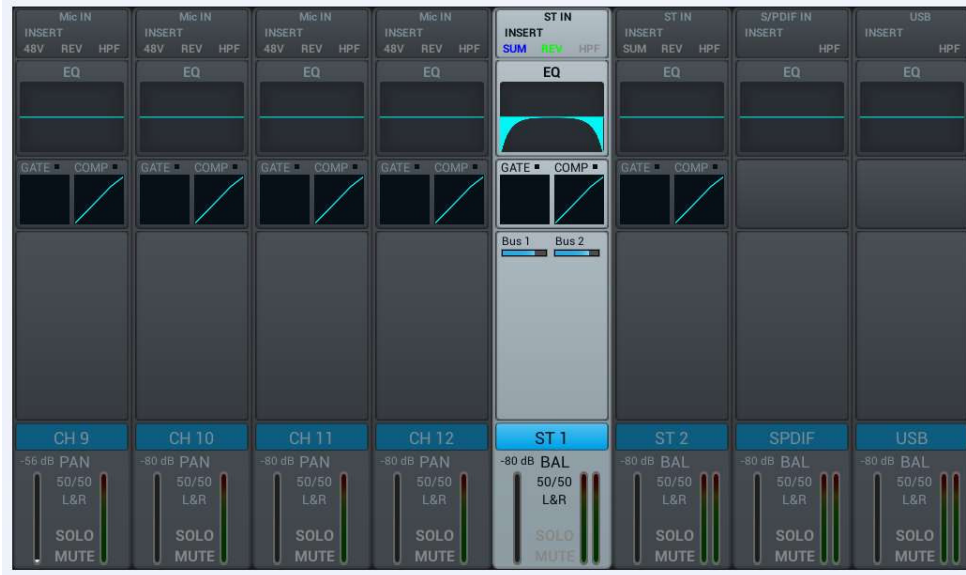 Mic IN Mic IN Mic IN Mic IN ST IN ST IN S/PDIF IN USB
INSERT INSERT INSERT INSERT INSERT INSERT INSERT INSERT
48V REV HPF 48V REV HPF 48V REV HPF 48V REV HPF SUM REV HPF SUM REV HPF HPF HPF
EQ EQ EQ EQ EQ EQ EQ EQ
GATE COMP GATE COMP GATE COMP GATE COMP GATE COMP GATE COMP
Bus 1 Bus 2
CH 9 CH 10 CH 11 CH 12 ST 1 ST 2 SPDIF USB
-56 dB PAN -80 dB PAN -80 dB PAN -80 dB PAN -80 dB BAL -80 dB BAL -80 dB BAL -80 dB BAL
50/50 50/50 50/50 50/50 50/50 50/50 50/50 50/50
L&R L&R L&R L&R L&R L&R L&R L&R
SOLO SOLO SOLO SOLO SOLO SOLO SOLO SOLO
MUTE MUTE MUTE MUTE MUTE MUTE MUTE MUTE